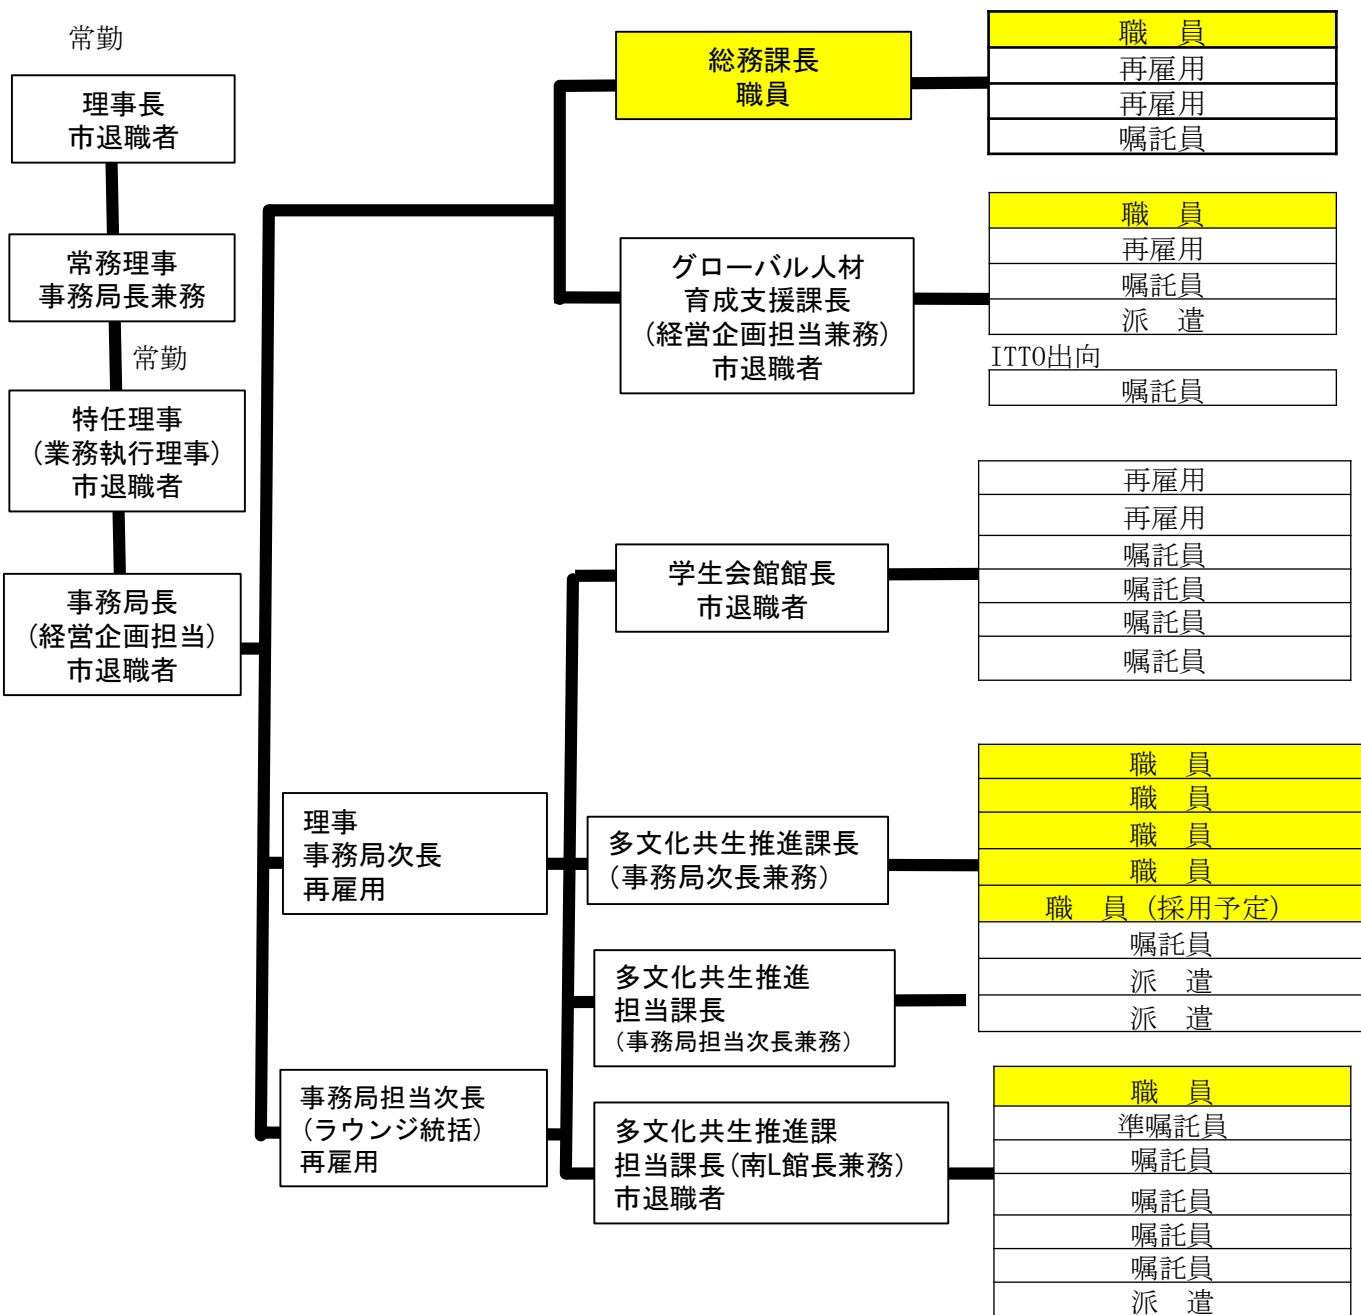 常勤
理事長
市退職者
常務理事
事務局長兼務
常勤
特任理事
(業務執行理事)
市退職者
事務局長
(経営企画担当)
市退職者
総務課長
職員
職　員
再雇用
再雇用
嘱託員
グローバル人材
育成支援課長
(経営企画担当兼務)
市退職者
職　員
再雇用
嘱託員
派　遣
ITTO出向
嘱託員
学生会館館長
市退職者
再雇用
再雇用
嘱託員
嘱託員
嘱託員
嘱託員
理事
事務局次長
再雇用
多文化共生推進課長
(事務局次長兼務)
職　員
職　員
職　員
職　員
職　員 (採用予定)
嘱託員
派　遣
派　遣
多文化共生推進
担当課長
(事務局担当次長兼務)
事務局担当次長
(ラウンジ統括)
再雇用
多文化共生推進課
担当課長(南L館長兼務)
市退職者
職　員
準嘱託員
嘱託員
嘱託員
嘱託員
嘱託員
派　遣